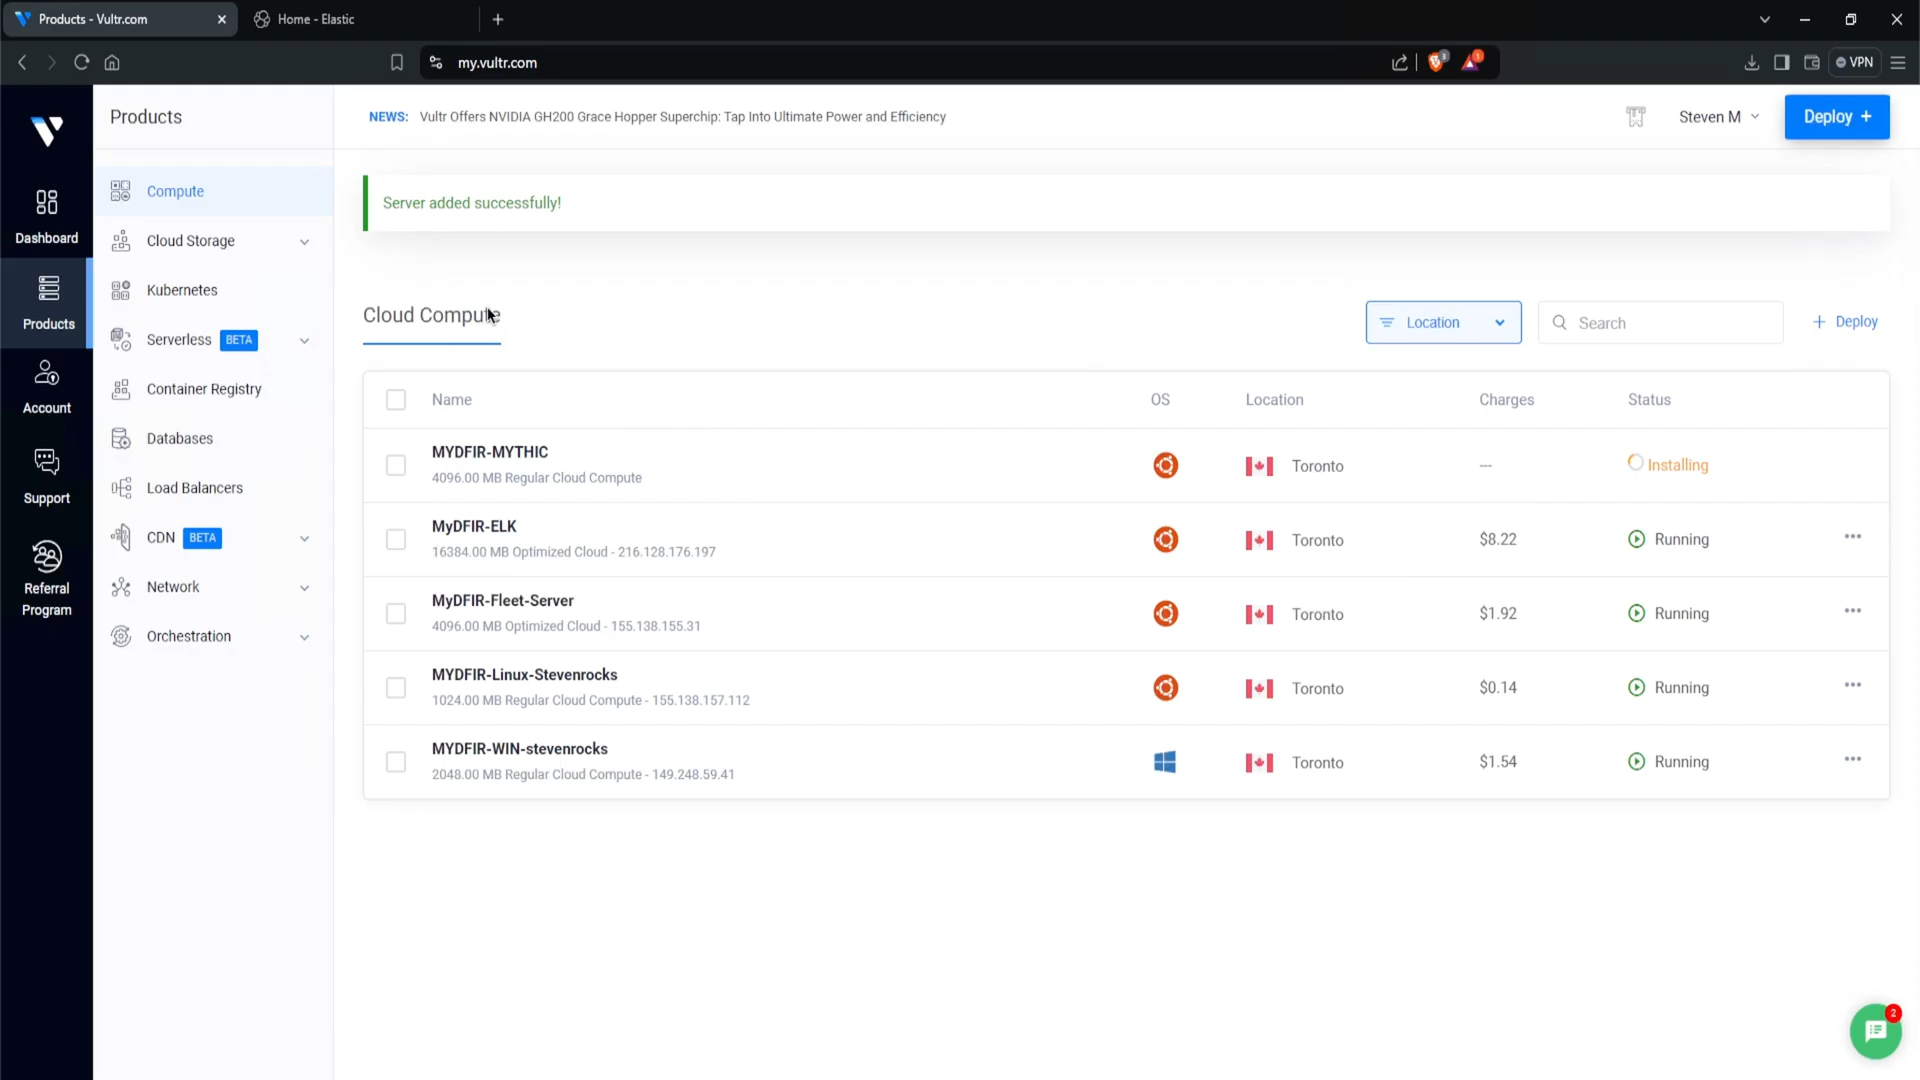 Products - Vultr.com
Home - Elastic
my.vultr.com
3
1
VPN
Products
NEWS: Vultr Offers NVIDIA GH200 Grace Hopper Superchip: Tap Into Ultimate Power and Efficiency
Steven M
Deploy +
Dashboard
Products
Account
Support
Referral
Program
Compute
Cloud Storage
Kubernetes
Serverless BETA
Container Registry
Databases
Load Balancers
CDN BETA
Network
Orchestration
Server added successfully!
Cloud Compute
Location
Search
+ Deploy
Name OS Location Charges Status
MYDFIR-MYTHIC
4096.00 MB Regular Cloud Compute
Toronto --- Installing
MyDFIR-ELK
16384.00 MB Optimized Cloud - 216.128.176.197
Toronto $8.22 Running
MyDFIR-Fleet-Server
4096.00 MB Optimized Cloud - 155.138.155.31
Toronto $1.92 Running
MYDFIR-Linux-Stevenrocks
1024.00 MB Regular Cloud Compute - 155.138.157.112
Toronto $0.14 Running
MYDFIR-WIN-stevenrocks
2048.00 MB Regular Cloud Compute - 149.248.59.41
Toronto $1.54 Running
2